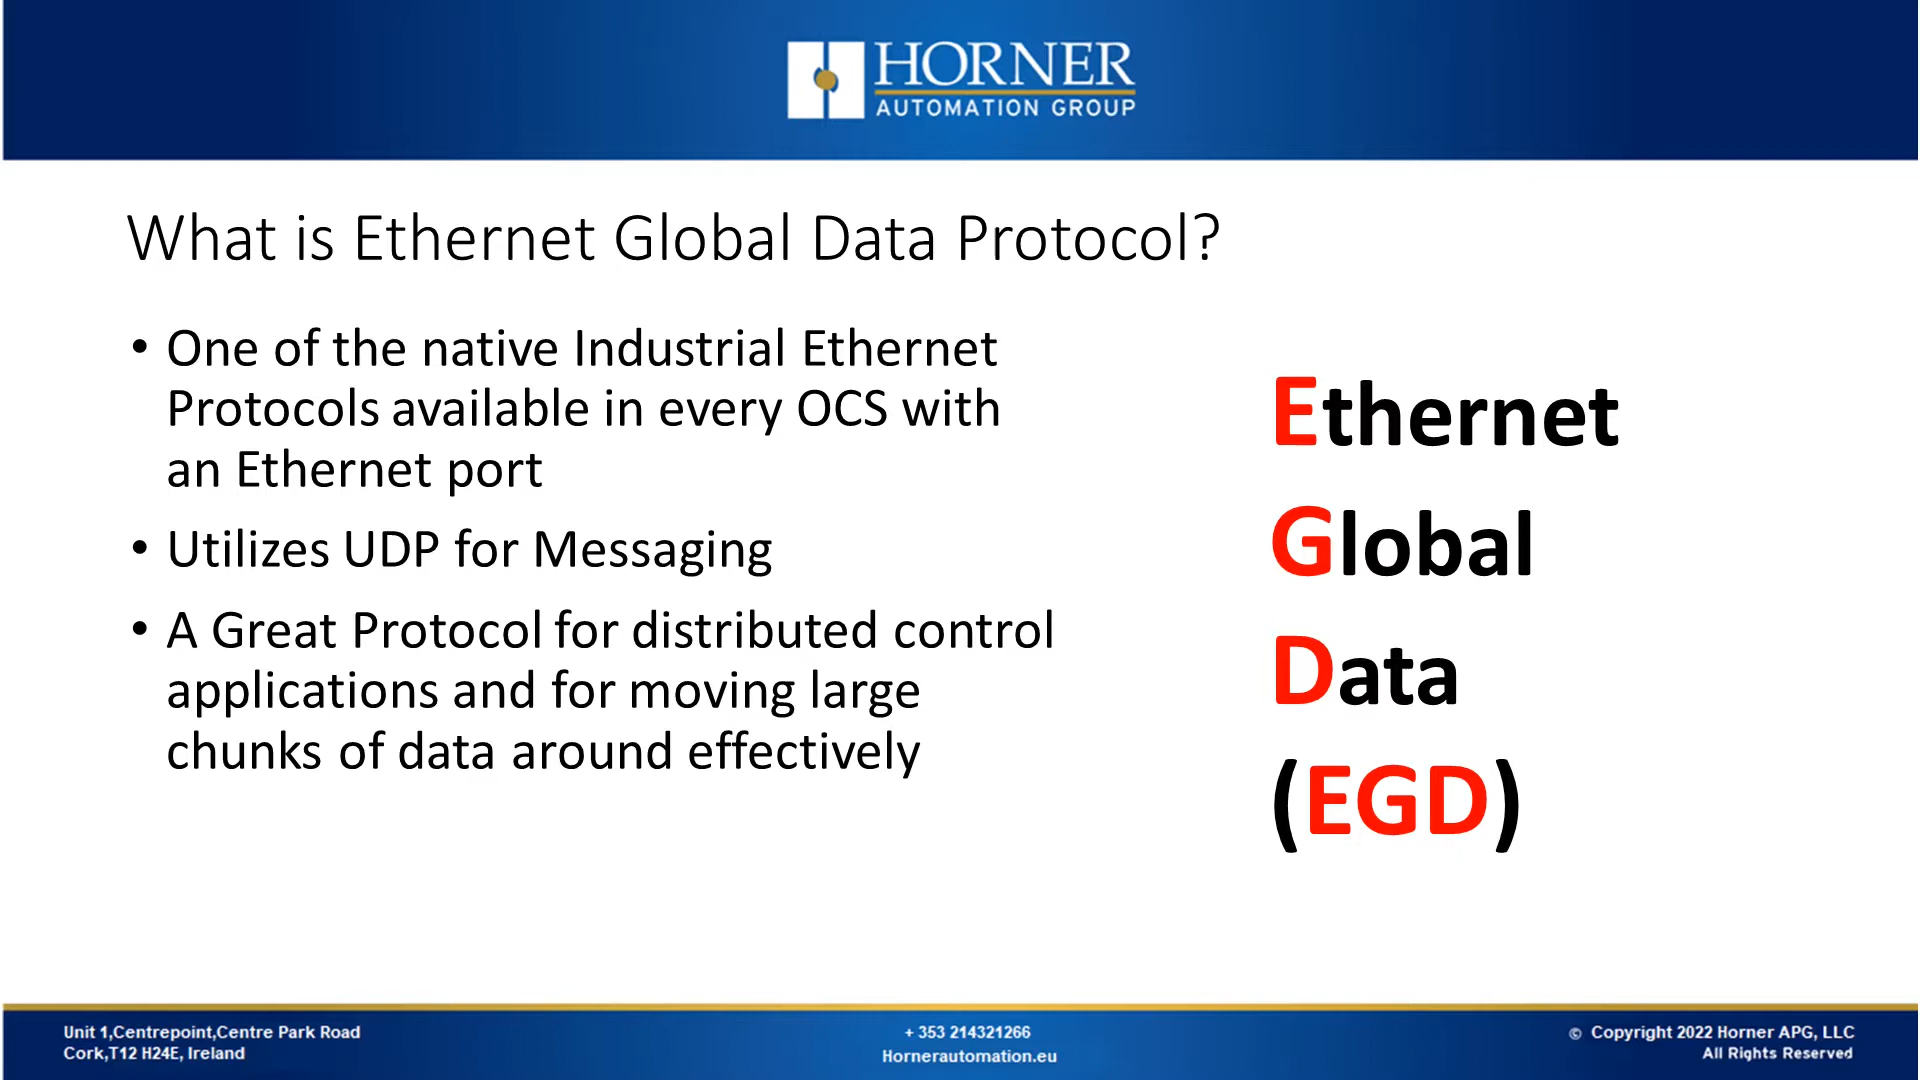 HORNER
AUTOMATION GROUP
What is Ethernet Global Data Protocol?
• One of the native Industrial Ethernet
Protocols available in every OCS with
an Ethernet port
• Utilizes UDP for Messaging
• A Great Protocol for distributed control
applications and for moving large
chunks of data around effectively
Ethernet
Global
Data
(EGD)
Unit 1,Centrepoint,Centre Park Road
Cork,T12 H24E, Ireland
+ 353 214321266
Hornerautomation.eu
© Copyright 2022 Horner APG, LLC
All Rights Reserved